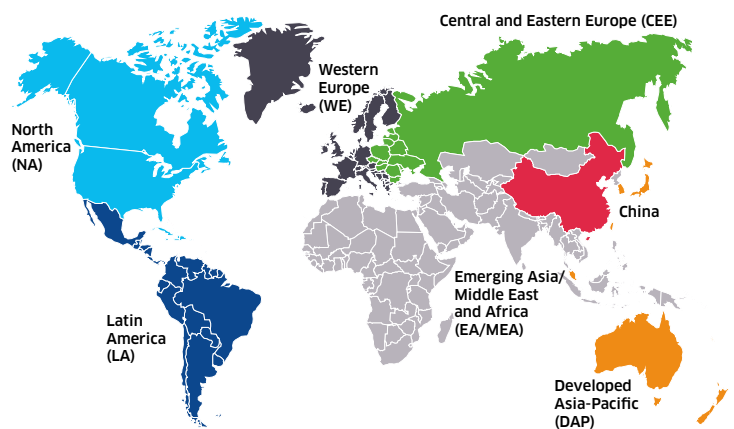 Central and Eastern Europe (CEE)
Western
Europe
(WE)
North
America
(NA)
China
Emerging Asia/
Middle East
and Africa
(EA/MEA)
Latin
America
(LA)
Developed
Asia-Pacific
(DAP)